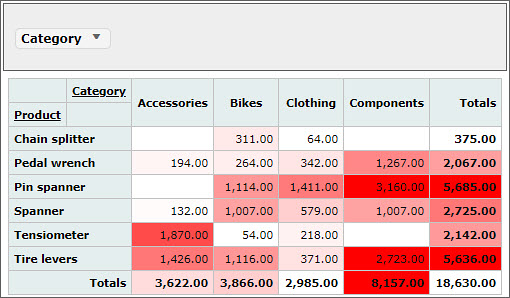 Category
Category
Product
Accessories Bikes Clothing Components Totals
Chain splitter 311.00 64.00 375.00
Pedal wrench 194.00 264.00 342.00 1,267.00 2,067.00
Pin spanner 1,114.00 1,411.00 3,160.00 5,685.00
Spanner 132.00 1,007.00 579.00 1,007.00 2,725.00
Tensiometer 1,870.00 54.00 218.00 2,142.00
Tire levers 1,426.00 1,116.00 371.00 2,723.00 5,636.00
Totals 3,622.00 3,866.00 2,985.00 8,157.00 18,630.00